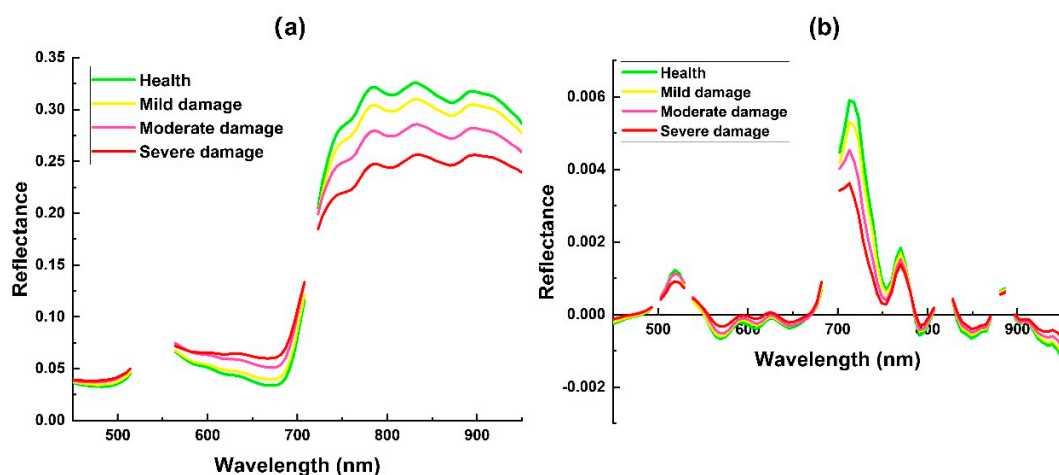 (a)
0.35
0.30
0.25
0.20
0.15
0.10
0.05
0.00
Reflectance
Health
Mild damage
Moderate damage
Severe damage
500 600 700 800 900
Wavelength (nm)
(b)
0.006
0.004
0.002
0.000
-0.002
Reflectance
Health
Mild damage
Moderate damage
Severe damage
500 600 700 800 900
Wavelength (nm)